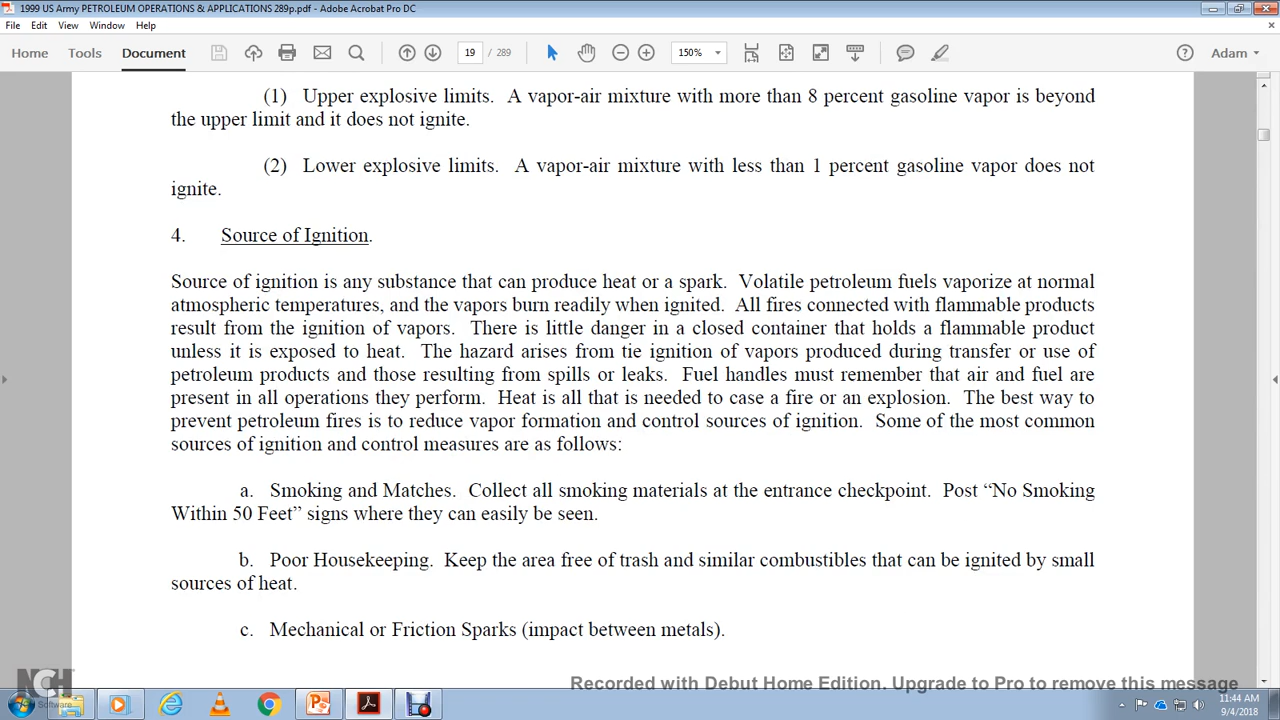 1999 US Army PETROLEUM OPERATIONS & APPLICATIONS 289p.pdf - Adobe Acrobat Pro DC
File Edit View Window Help
Home Tools Document 19 / 289 150% Adam
(1) Upper explosive limits. A vapor-air mixture with more than 8 percent gasoline vapor is beyond
the upper limit and it does not ignite.
(2) Lower explosive limits. A vapor-air mixture with less than 1 percent gasoline vapor does not
ignite.
4. Source of Ignition.
Source of ignition is any substance that can produce heat or a spark. Volatile petroleum fuels vaporize at normal
atmospheric temperatures, and the vapors burn readily when ignited. All fires connected with flammable products
result from the ignition of vapors. There is little danger in a closed container that holds a flammable product
unless it is exposed to heat. The hazard arises from tie ignition of vapors produced during transfer or use of
petroleum products and those resulting from spills or leaks. Fuel handles must remember that air and fuel are
present in all operations they perform. Heat is all that is needed to case a fire or an explosion. The best way to
prevent petroleum fires is to reduce vapor formation and control sources of ignition. Some of the most common
sources of ignition and control measures are as follows:
a. Smoking and Matches. Collect all smoking materials at the entrance checkpoint. Post “No Smoking
Within 50 Feet” signs where they can easily be seen.
b. Poor Housekeeping. Keep the area free of trash and similar combustibles that can be ignited by small
sources of heat.
c. Mechanical or Friction Sparks (impact between metals).
NCH
Software
Recorded with Debut Home Edition. Upgrade to Pro to remove this message
11:44 AM
9/4/2018